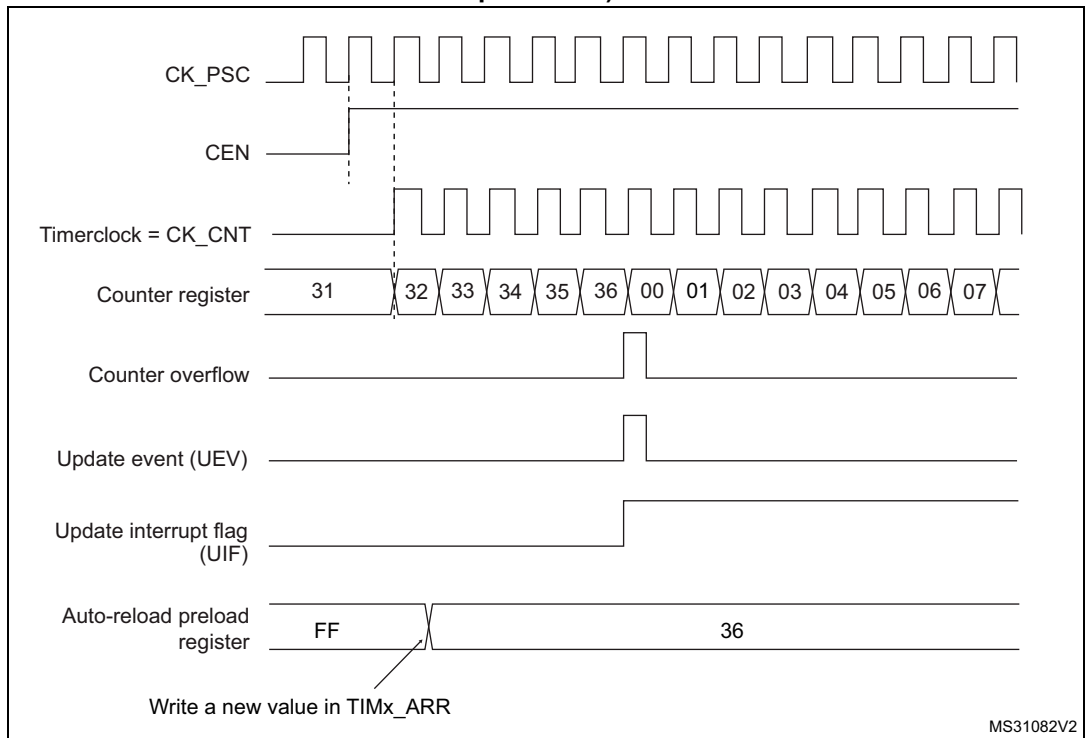 CK_PSC
CEN
Timerclock = CK_CNT
Counter register 31 32 33 34 35 36 00 01 02 03 04 05 06 07
Counter overflow
Update event (UEV)
Update interrupt flag
(UIF)
Auto-reload preload
register
FF 36
Write a new value in TIMx_ARR
MS31082V2